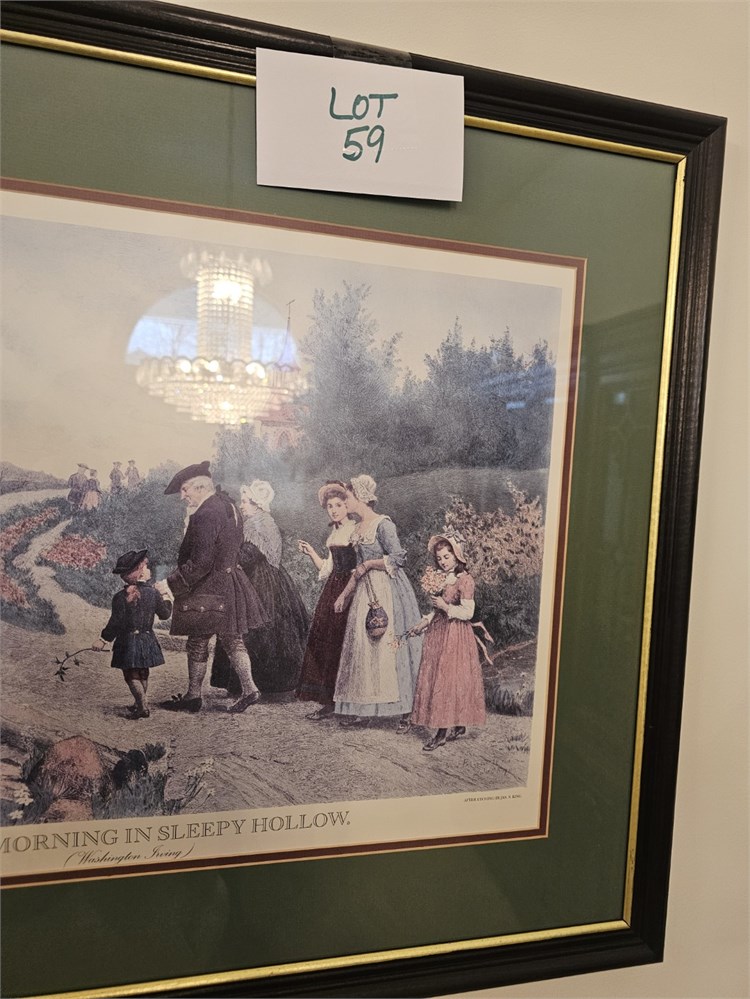 LOT
59
MORNING IN SLEEPY HOLLOW.
(Washington Irving)